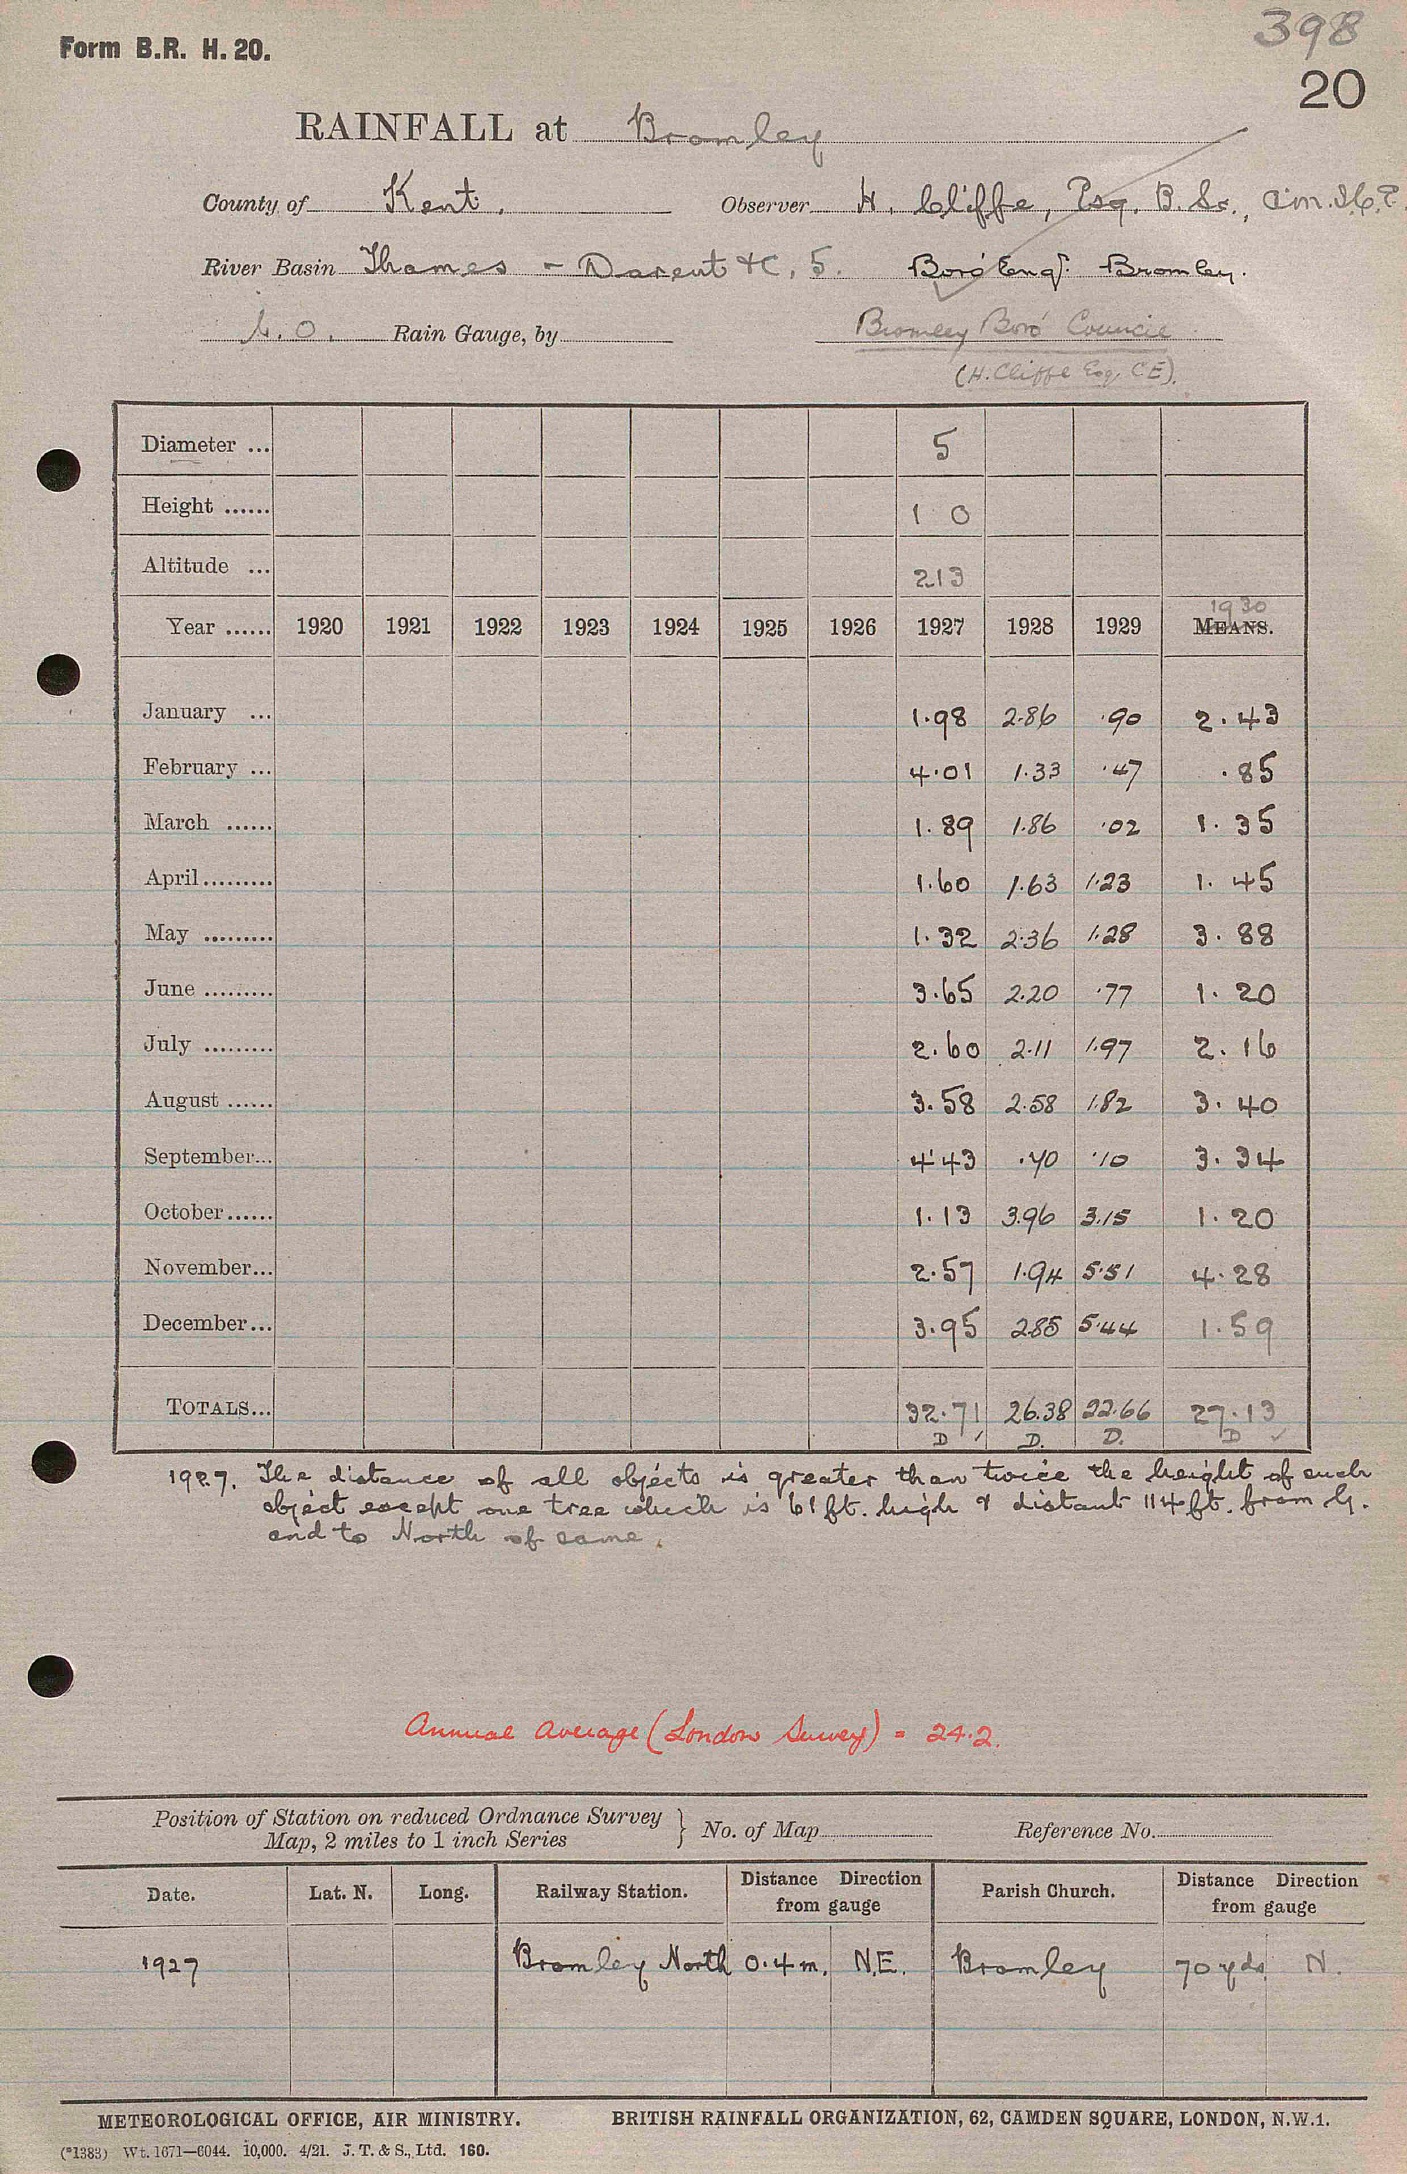 398
Form B.R. H. 20.
20
RAINFALL at Bromley
County of Kent. Observer H. Cliffe, Esq. B. Sc.,
River Basin Thames - Darent &c, 5. Boro' Engr. Bromley.
Rain Gauge, by Bromley Boro' Council
(H. Cliffe Esq. C.E).
Diameter ... 5
Height ...... 1 0
Altitude ... 213
1930
Year ...... 1920 1921 1922 1923 1924 1925 1926 1927 1928 1929 MEANS.
January ... 1.98 2.86 .90 2.43
February ... 4.01 1.33 .47 .85
March ...... 1.89 1.86 .02 1.35
April ......... 1.60 1.63 1.23 1.45
May ......... 1.32 2.36 1.28 3.88
June ......... 3.65 2.20 .77 1.20
July ......... 2.60 2.11 1.97 2.16
August ...... 3.58 2.58 1.82 3.40
September... 4.43 .70 .10 3.34
October ...... 1.13 3.96 3.15 1.20
November... 2.57 1.94 5.51 4.28
December... 3.95 2.85 5.44 1.59
TOTALS... 32.71 26.38 22.66 27.13
D ✓ D. D. D ✓
1927. The distance of all objects is greater than twice the height of each
object except one tree which is 61 ft. high & distant 114 ft. from G.
and to North of same.
Annual Average (London Survey) = 24.2.
Position of Station on reduced Ordnance Survey
Map, 2 miles to 1 inch Series } No. of Map Reference No.
Date. Lat. N. Long. Railway Station. Distance Direction from gauge Parish Church. Distance Direction from gauge
1927 Bromley North 0.4 m. N.E. Bromley 70 yds N.
METEOROLOGICAL OFFICE, AIR MINISTRY. BRITISH RAINFALL ORGANIZATION, 62, CAMDEN SQUARE, LONDON, N.W.1.
(*1383) Wt. 1671—6044. 10,000. 4/21. J. T. & S., Ltd. 160.